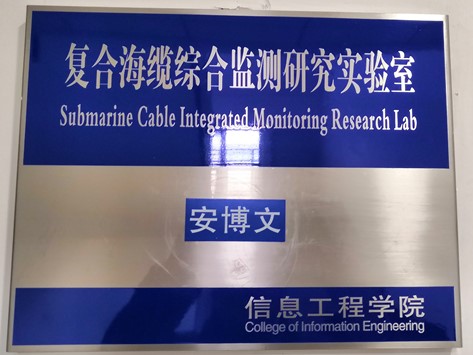 复合海缆综合监测研究实验室
Submarine Cable Integrated Monitoring Research Lab
安博文
信息工程学院
College of Information Engineering